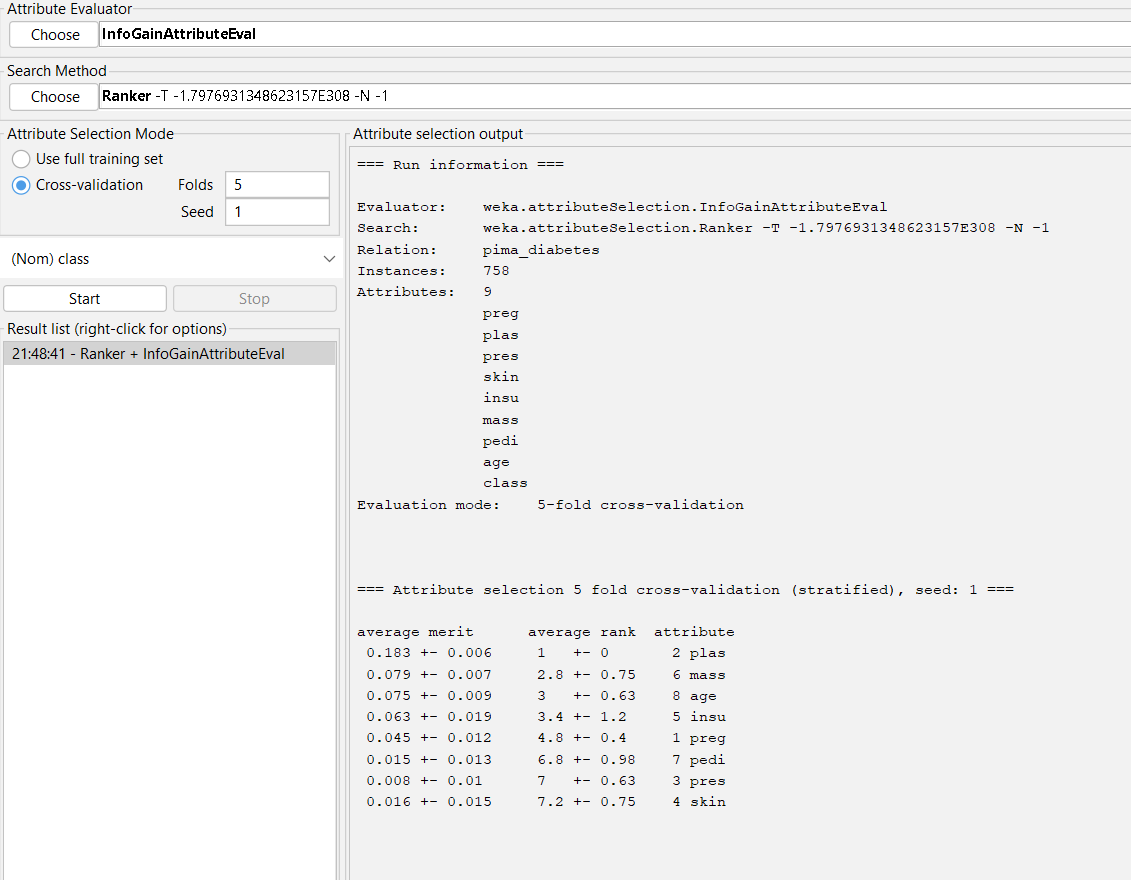 Attribute Evaluator
Choose InfoGainAttributeEval
Search Method
Choose Ranker -T -1.7976931348623157E308 -N -1
Attribute Selection Mode
Use full training set
Cross-validation Folds 5
Seed 1
(Nom) class
Start Stop
Result list (right-click for options)
21:48:41 - Ranker + InfoGainAttributeEval
Attribute selection output
=== Run information ===
Evaluator: weka.attributeSelection.InfoGainAttributeEval
Search: weka.attributeSelection.Ranker -T -1.7976931348623157E308 -N -1
Relation: pima_diabetes
Instances: 758
Attributes: 9
preg
plas
pres
skin
insu
mass
pedi
age
class
Evaluation mode: 5-fold cross-validation
=== Attribute selection 5 fold cross-validation (stratified), seed: 1 ===
average merit average rank attribute
0.183 +- 0.006 1 +- 0 2 plas
0.079 +- 0.007 2.8 +- 0.75 6 mass
0.075 +- 0.009 3 +- 0.63 8 age
0.063 +- 0.019 3.4 +- 1.2 5 insu
0.045 +- 0.012 4.8 +- 0.4 1 preg
0.015 +- 0.013 6.8 +- 0.98 7 pedi
0.008 +- 0.01 7 +- 0.63 3 pres
0.016 +- 0.015 7.2 +- 0.75 4 skin